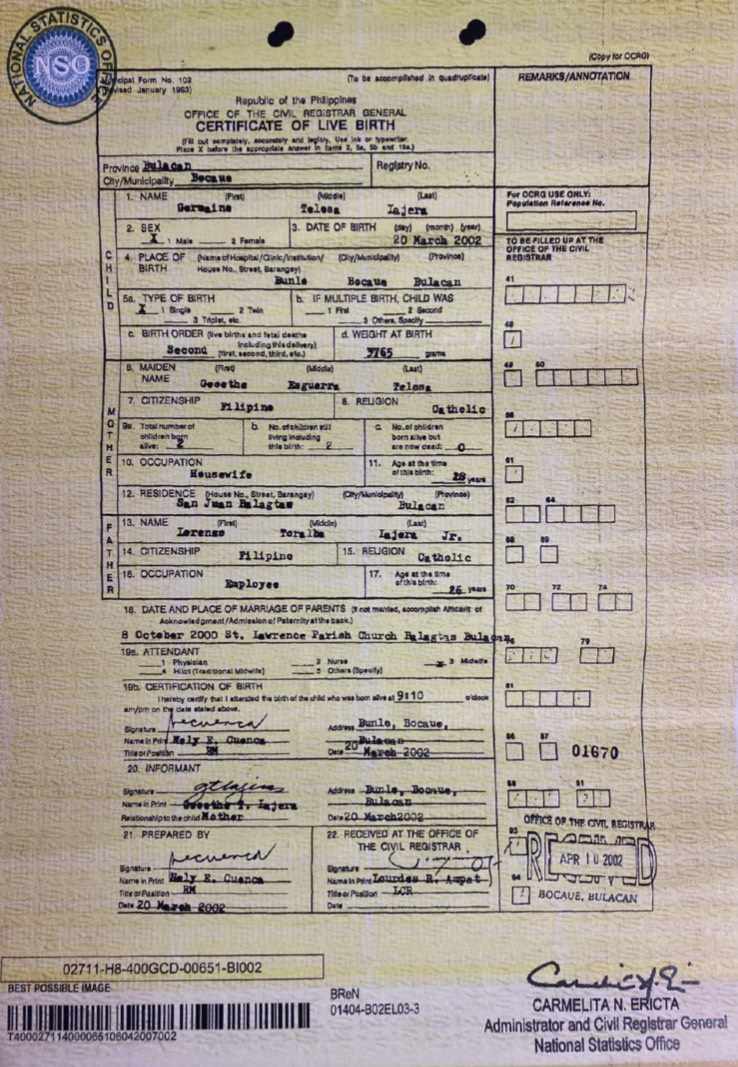 NATIONAL STATISTICS OFFICE
NSO
(Copy for OCRG)
Municipal Form No. 102
(Revised January 1993)
(To be accomplished in quadruplicate)
REMARKS/ANNOTATION
Republic of the Philippines
OFFICE OF THE CIVIL REGISTRAR GENERAL
CERTIFICATE OF LIVE BIRTH
(Fill out completely, accurately and legibly. Use ink or typewriter.
Place X before the appropriate answer in items 2, 5a, 5b and 19a.)
Province Bulacan
Registry No.
City/Municipality Bocaue
CHILD
1. NAME (First) (Middle) (Last)
Germaine Telosa Lajera
For OCRG USE ONLY:
Population Reference No.
2. SEX
X 1 Male 2 Female
3. DATE OF BIRTH (day) (month) (year)
20 March 2002
TO BE FILLED UP AT THE
OFFICE OF THE CIVIL
REGISTRAR
4. PLACE OF BIRTH (Name of Hospital/Clinic/Institution/ (City/Municipality) (Province)
House No., Street, Barangay)
Bunlo Bocaue Bulacan
41
5a. TYPE OF BIRTH
X 1 Single 2 Twin
3 Triplet, etc.
b. IF MULTIPLE BIRTH, CHILD WAS
1 First 2 Second
3 Others, Specify
c. BIRTH ORDER (live births and fetal deaths
including this delivery)
Second (first, second, third, etc.)
d. WEIGHT AT BIRTH
grams
48
MOTHER
6. MAIDEN NAME (First) (Middle) (Last)
Esguerra Telosa
49 50
7. CITIZENSHIP Filipino
8. RELIGION Catholic
56
9a. Total number of
children born
alive: 2
b. No. of children still
living including
this birth: 2
c. No. of children
born alive but
are now dead: 0
10. OCCUPATION
Housewife
11. Age at the time
of this birth: 28 years
61
12. RESIDENCE (House No., Street, Barangay) (City/Municipality) (Province)
San Juan Balagtas Bulacan
62 64
FATHER
13. NAME (First) (Middle) (Last)
Lorenzo Toralba Lajera Jr.
14. CITIZENSHIP Filipino
15. RELIGION Catholic
68 69
16. OCCUPATION
Employee
17. Age at the time
of this birth:
26 years
70 72 74
18. DATE AND PLACE OF MARRIAGE OF PARENTS (If not married, accomplish Affidavit of
Acknowledgment/Admission of Paternity at the back.)
8 October 2000 St. Lawrence Parish Church Balagtas Bulacan
76 79
19a. ATTENDANT
1 Physician 2 Nurse X 3 Midwife
4 Hilot (Traditional Midwife) 5 Others (Specify)
19b. CERTIFICATION OF BIRTH
I hereby certify that I attended the birth of the child who was born alive at 9:10 o'clock
am/pm on the date stated above.
81
Signature
Address Bunlo, Bocaue,
Bulacan
Name in Print Nely E. Cuenca
Title or Position RM
Date 20 March 2002
86 87
01670
20. INFORMANT
Signature
Address Bunlo, Bocaue,
Bulacan
Name in Print T. Lajera
Relationship to the child Mother
Date 20 March 2002
88 91
OFFICE OF THE CIVIL REGISTRAR
21. PREPARED BY
22. RECEIVED AT THE OFFICE OF
THE CIVIL REGISTRAR
93
RECEIVED
APR 10 2002
Signature
Signature
Name in Print Nely E. Cuenca
Name in Print Lourdes R.
94
Title or Position RM
Title or Position LCR
BOCAUE, BULACAN
Date 20 March 2002
Date
02711-H8-400GCD-00651-BI002
BEST POSSIBLE IMAGE
T400027114000065106042007002
BReN
01404-B02EL03-3
CARMELITA N. ERICTA
Administrator and Civil Registrar General
National Statistics Office